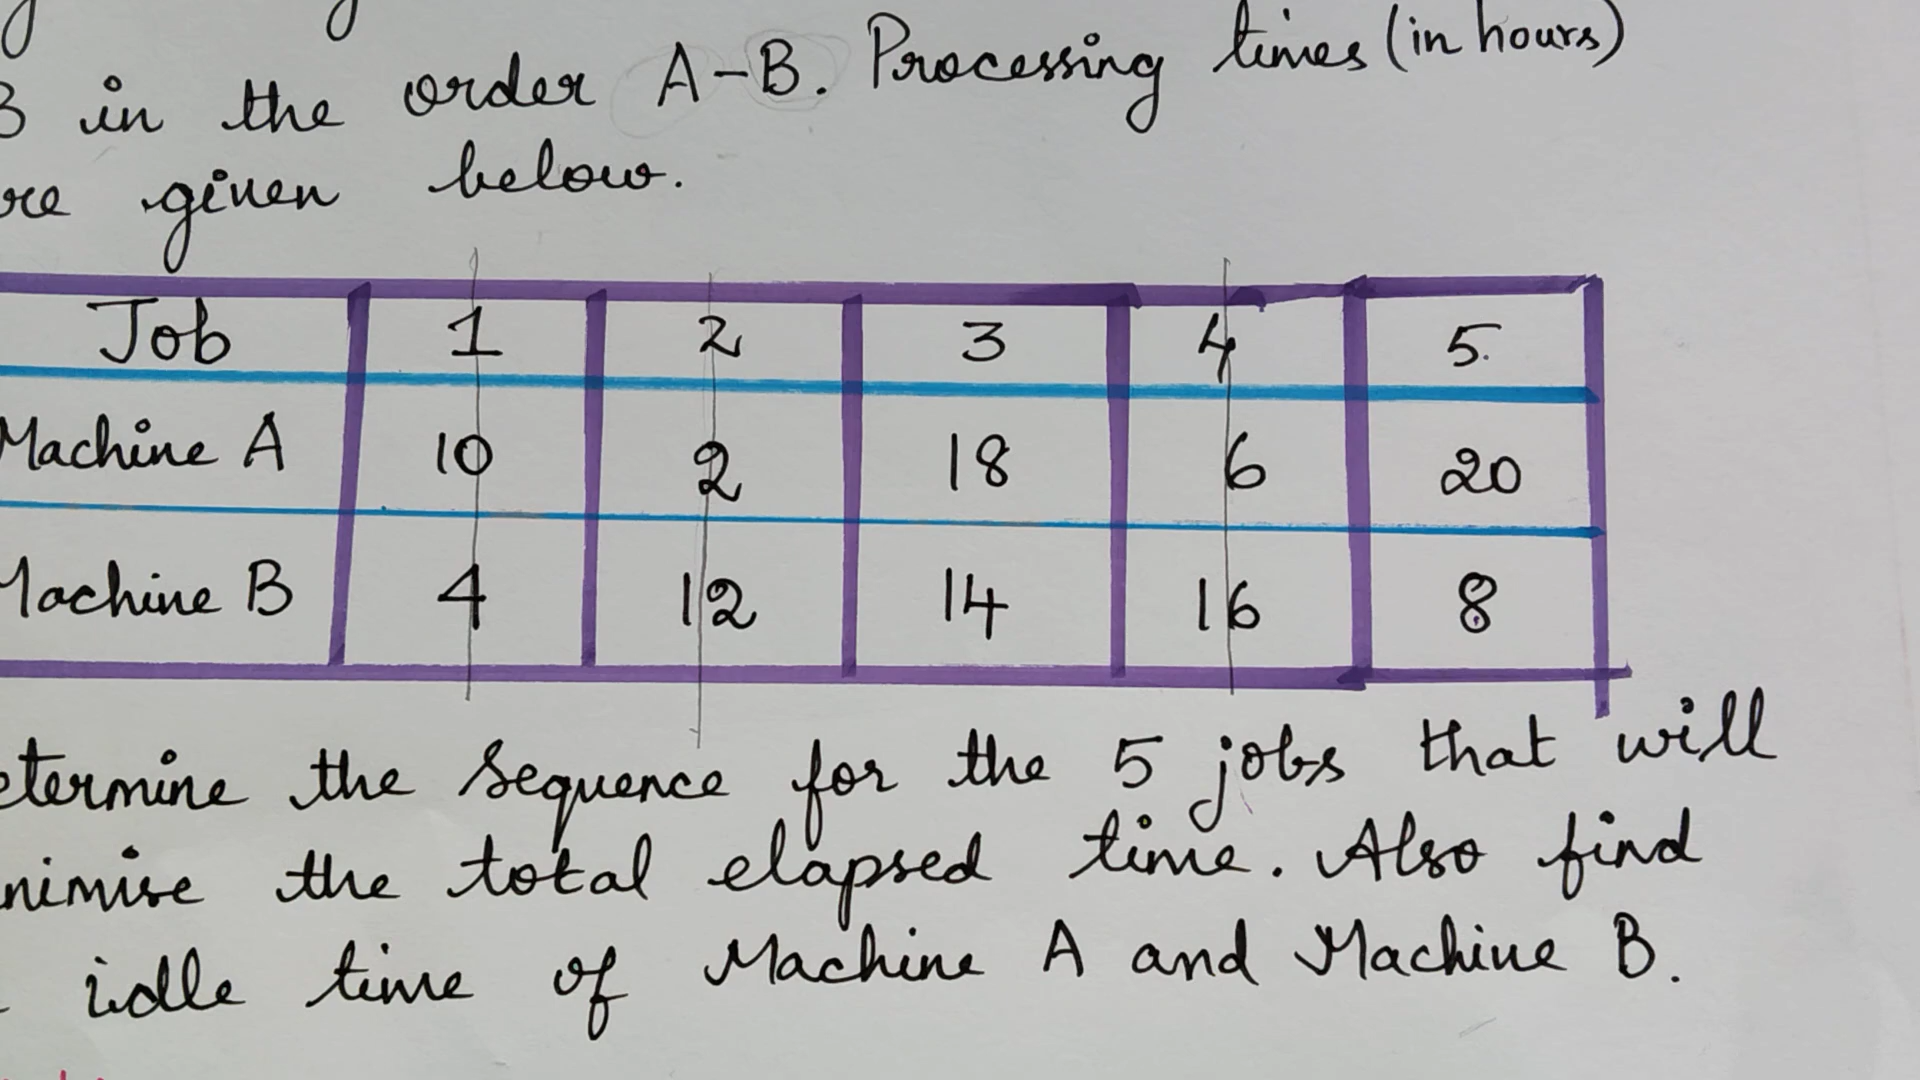 B in the order A-B. Processing times (in hours)
given below.
Job 1 2 3 4 5.
Machine A 10 2 18 6 20
Machine B 4 12 14 16 8
the sequence for the 5 jobs that will
the total elapsed time. Also find
idle time of Machine A and Machine B.